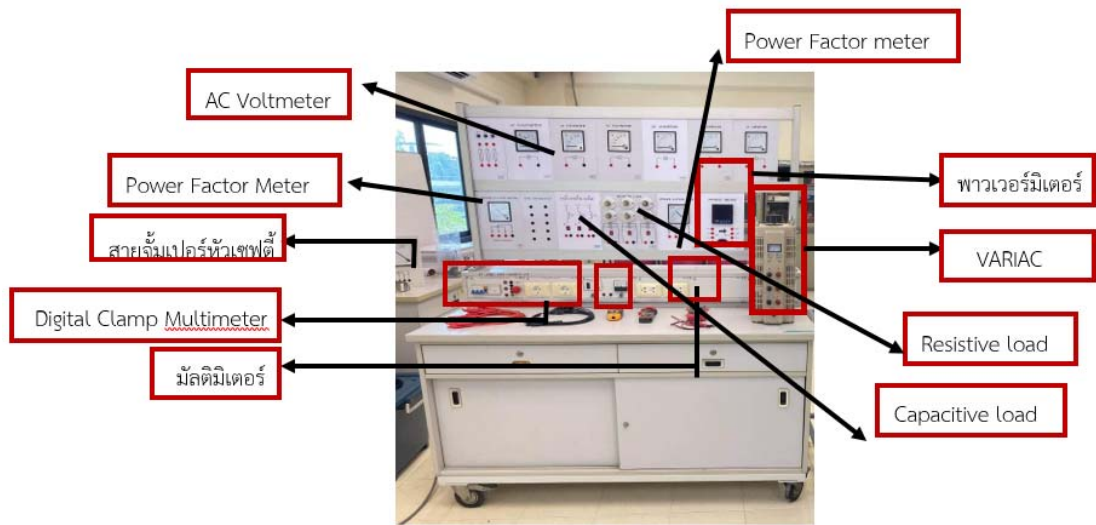 Power Factor meter
AC Voltmeter
Power Factor Meter
พาวเวอร์มิเตอร์
สายจั้มเปอร์หัวเซฟตี้
VARIAC
Digital Clamp Multimeter
Resistive load
มัลติมิเตอร์
Capacitive load